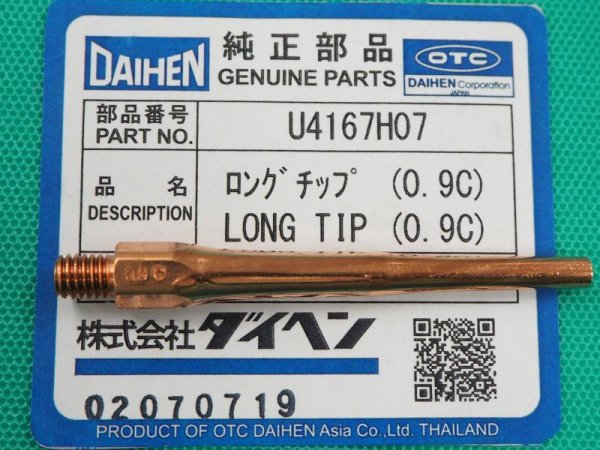 DAIHEN 純正部品 OTC
GENUINE PARTS DAIHEN Corporation
JAPAN
部品番号 U4167H07
PART NO.
品 名 ロングチップ (0.9C)
DESCRIPTION LONG TIP (0.9C)
0.9 C
株式会社ダイヘン
02070719
PRODUCT OF OTC DAIHEN Asia Co.,Ltd. THAILAND